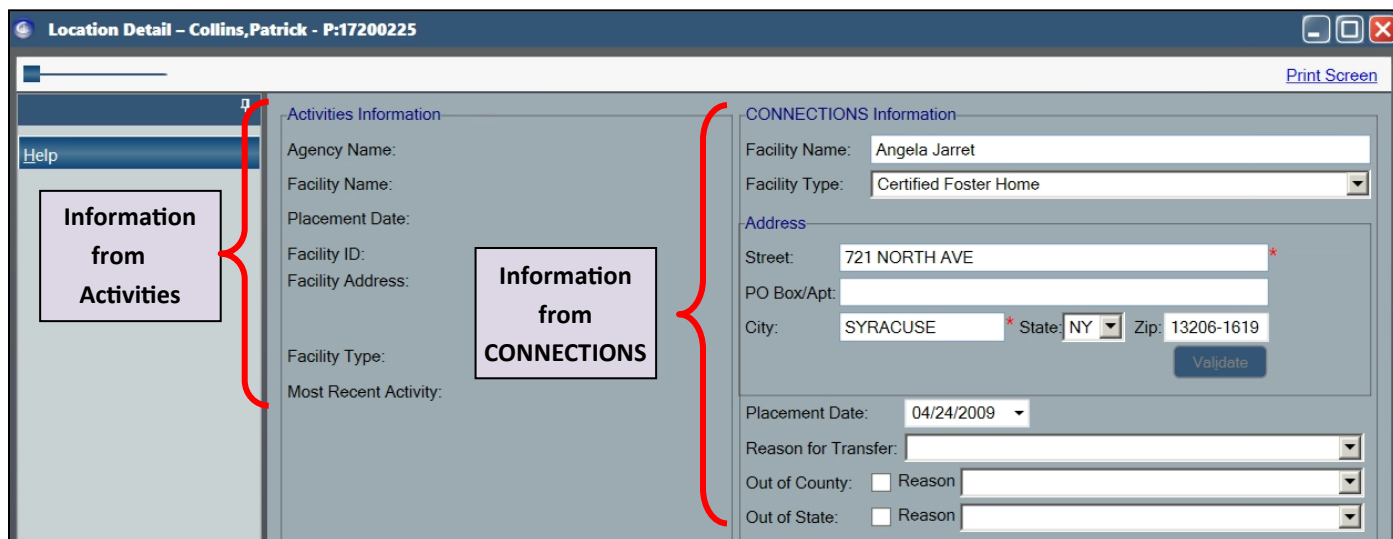 Location Detail – Collins,Patrick - P:17200225
Print Screen
Help
Information
from
Activities
Activities Information
Agency Name:
Facility Name:
Placement Date:
Facility ID:
Facility Address:
Facility Type:
Most Recent Activity:
Information
from
CONNECTIONS
CONNECTIONS Information
Facility Name: Angela Jarret
Facility Type: Certified Foster Home
Address
Street: 721 NORTH AVE *
PO Box/Apt:
City: SYRACUSE * State: NY Zip: 13206-1619
Validate
Placement Date: 04/24/2009
Reason for Transfer:
Out of County: Reason
Out of State: Reason